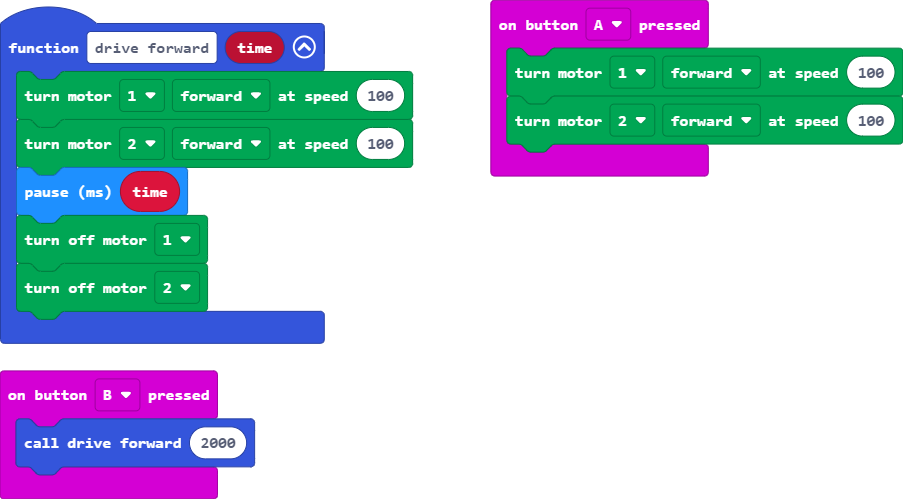 function drive forward time
turn motor 1 forward at speed 100
turn motor 2 forward at speed 100
pause (ms) time
turn off motor 1
turn off motor 2
on button B pressed
call drive forward 2000
on button A pressed
turn motor 1 forward at speed 100
turn motor 2 forward at speed 100